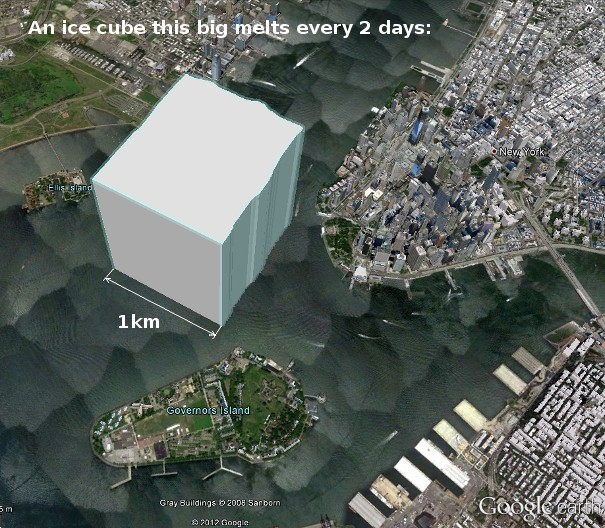 An ice cube this big melts every 2 days:
New York
Ellis Island
1km
Governors Island
Gray Buildings © 2008 Sanborn
Google earth
© 2012 Google